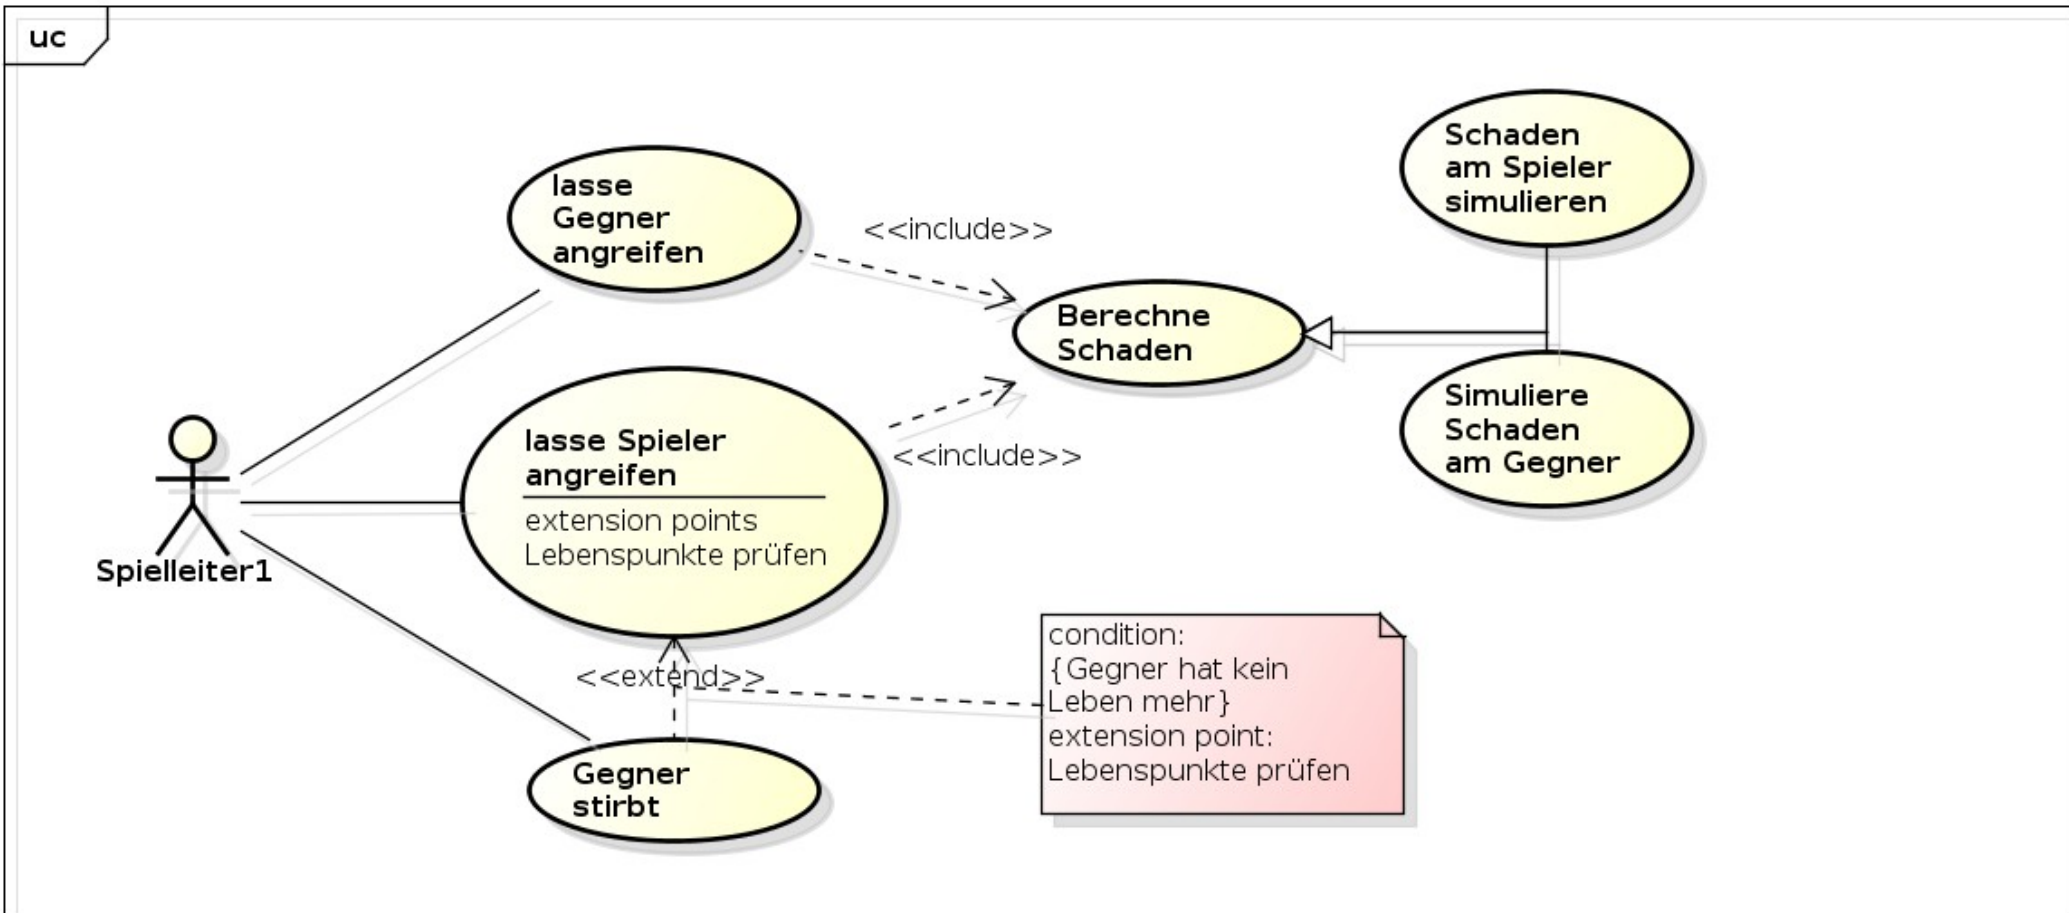 uc
Schaden
am Spieler
simulieren
lasse
Gegner
angreifen
<<include>>
Berechne
Schaden
Simuliere
Schaden
am Gegner
lasse Spieler
angreifen
extension points
Lebenspunkte prüfen
<<include>>
Spielleiter1
<<extend>>
condition:
{Gegner hat kein
Leben mehr}
extension point:
Lebenspunkte prüfen
Gegner
stirbt